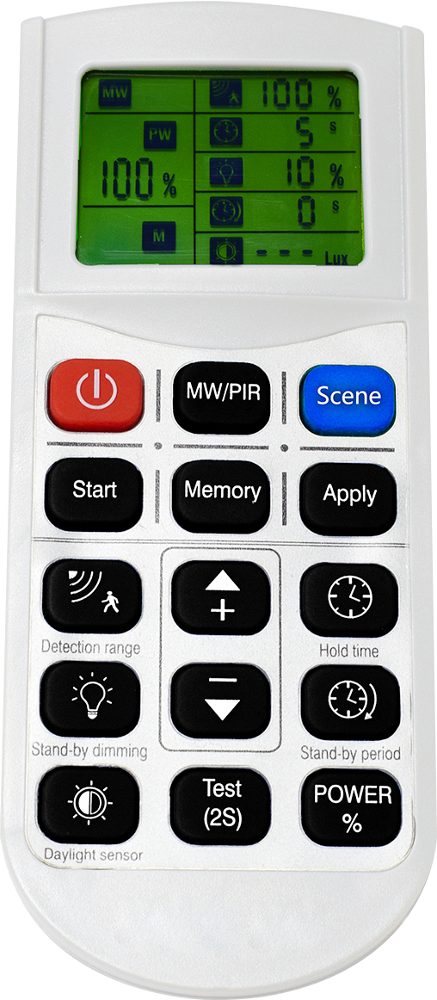 MW
100 %
PW
5 s
100 %
10 %
M
0 s
--- Lux
MW/PIR
Scene
Start
Memory
Apply
+
Detection range
Hold time
−
Stand-by dimming
Stand-by period
Test
(2S)
POWER
%
Daylight sensor